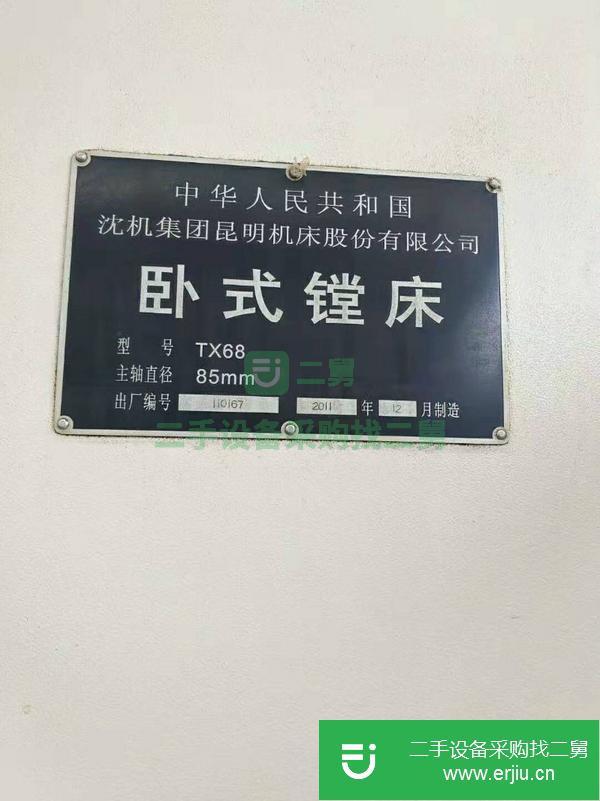 中华人民共和国
沈机集团昆明机床股份有限公司
卧式镗床
型号 TX68
主轴直径 85mm
出厂编号 110167 2011 年 12 月制造
二舅
二手设备采购找二舅
二手设备采购找二舅
www.erjiu.cn